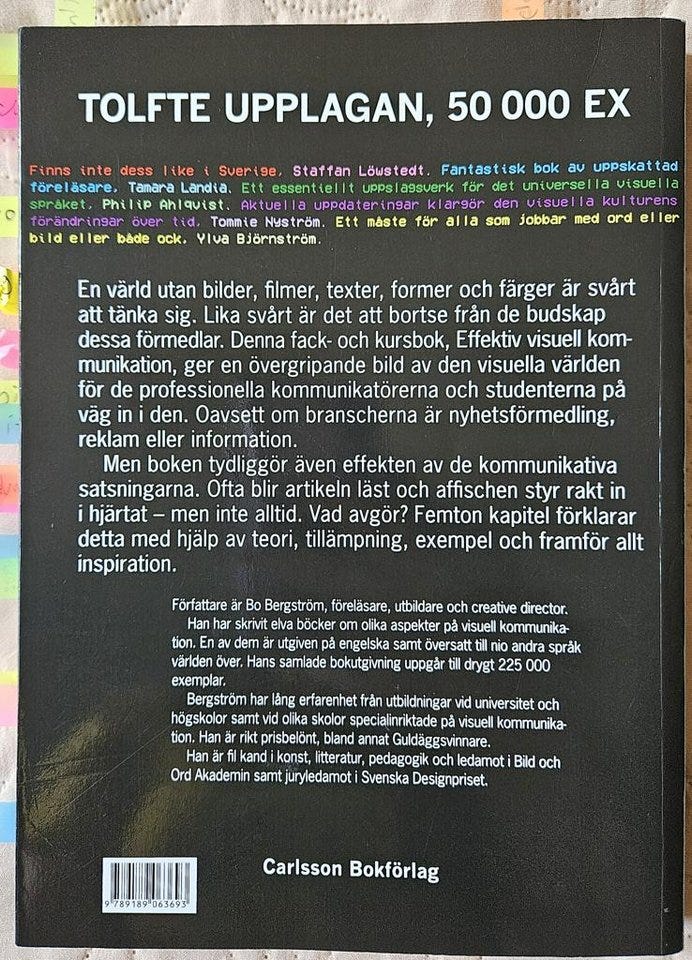 TOLFTE UPPLAGAN, 50 000 EX
Finns inte dess like i Sverige, Staffan Löwstedt. Fantastisk bok av uppskattad
föreläsare, Tamara Landia. Ett essentiellt uppslagsverk för det universella visuella
språket, Philip Ahlqvist. Aktuella uppdateringar klargör den visuella kulturens
förändringar över tid, Tommie Nyström. Ett måste för alla som jobbar med ord eller
bild eller både ock, Ylva Björnström.
En värld utan bilder, filmer, texter, former och färger är svårt
att tänka sig. Lika svårt är det att bortse från de budskap
dessa förmedlar. Denna fack- och kursbok, Effektiv visuell kom-
munikation, ger en övergripande bild av den visuella världen
för de professionella kommunikatörerna och studenterna på
väg in i den. Oavsett om branscherna är nyhetsförmedling,
reklam eller information.
Men boken tydliggör även effekten av de kommunikativa
satsningarna. Ofta blir artikeln läst och affischen styr rakt in
i hjärtat – men inte alltid. Vad avgör? Femton kapitel förklarar
detta med hjälp av teori, tillämpning, exempel och framför allt
inspiration.
Författare är Bo Bergström, föreläsare, utbildare och creative director.
Han har skrivit elva böcker om olika aspekter på visuell kommunika-
tion. En av dem är utgiven på engelska samt översatt till nio andra språk
världen över. Hans samlade bokutgivning uppgår till drygt 225 000
exemplar.
Bergström har lång erfarenhet från utbildningar vid universitet och
högskolor samt vid olika skolor specialinriktade på visuell kommunika-
tion. Han är rikt prisbelönt, bland annat Guldäggsvinnare.
Han är fil kand i konst, litteratur, pedagogik och ledamot i Bild och
Ord Akademin samt juryledamot i Svenska Designpriset.
Carlsson Bokförlag
9 789189 063693